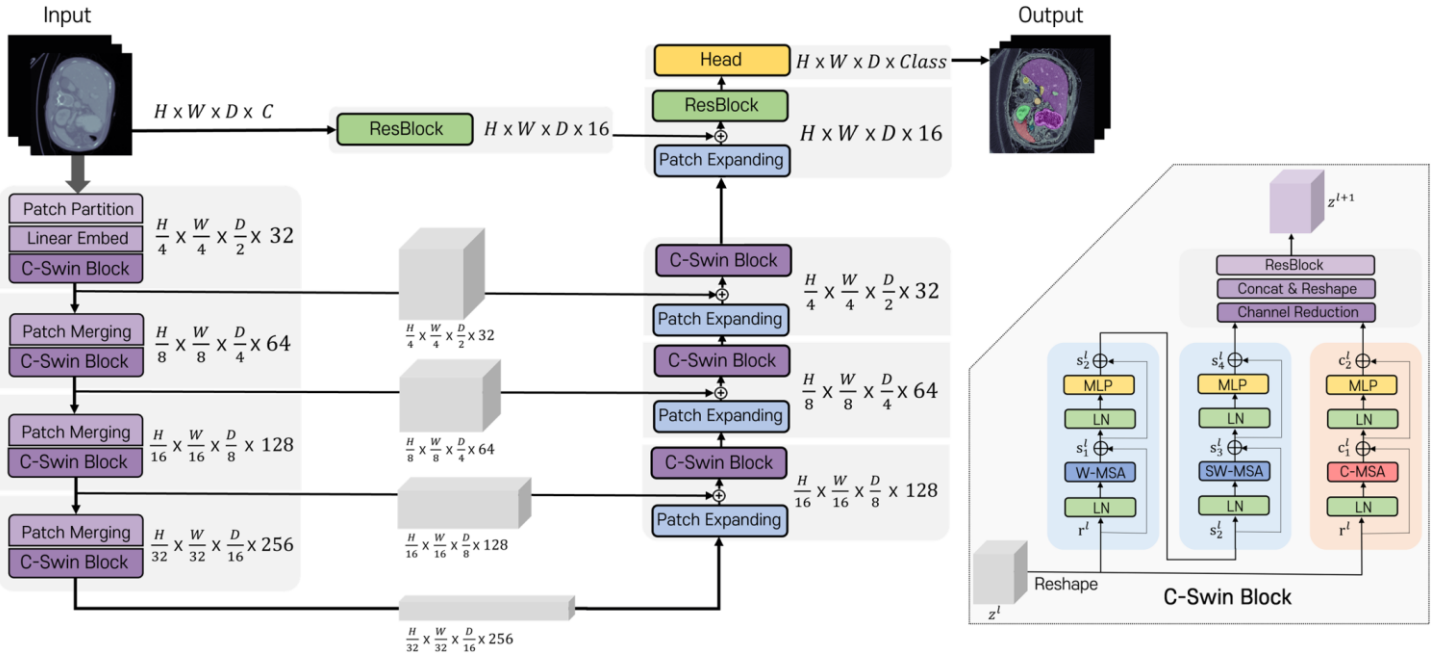 Input
H x W x D x C
ResBlock
H x W x D x 16
Patch Partition
Linear Embed
C-Swin Block
H/4 x W/4 x D/2 x 32
Patch Merging
C-Swin Block
H/8 x W/8 x D/4 x 64
Patch Merging
C-Swin Block
H/16 x W/16 x D/8 x 128
Patch Merging
C-Swin Block
H/32 x W/32 x D/16 x 256
H/4 x W/4 x D/2 x 32
H/8 x W/8 x D/4 x 64
H/16 x W/16 x D/8 x 128
H/32 x W/32 x D/16 x 256
Output
Head
H x W x D x Class
ResBlock
Patch Expanding
H x W x D x 16
C-Swin Block
Patch Expanding
H/4 x W/4 x D/2 x 32
C-Swin Block
Patch Expanding
H/8 x W/8 x D/4 x 64
C-Swin Block
Patch Expanding
H/16 x W/16 x D/8 x 128
z^{l+1}
ResBlock
Concat & Reshape
Channel Reduction
s_2^l
MLP
LN
s_1^l
W-MSA
LN
r^l
s_4^l
MLP
LN
s_3^l
SW-MSA
LN
s_2^l
c_2^l
MLP
LN
c_1^l
C-MSA
LN
r^l
Reshape
z^l
C-Swin Block